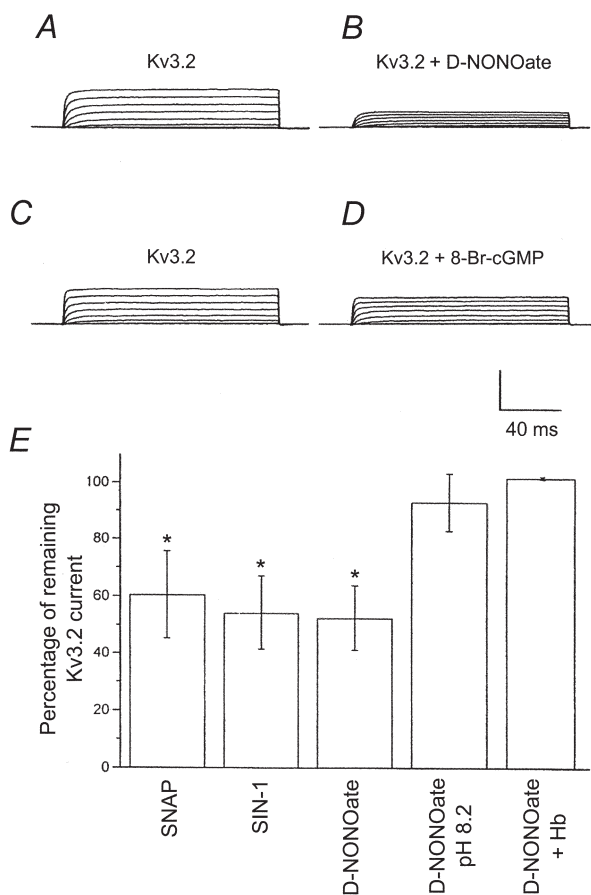 A
Kv3.2
B
Kv3.2 + D-NONOate
C
Kv3.2
D
Kv3.2 + 8-Br-cGMP
40 ms
E
Percentage of remaining
Kv3.2 current
100
80
60
40
20
0
*
*
*
SNAP
SIN-1
D-NONOate
D-NONOate
pH 8.2
D-NONOate
+ Hb